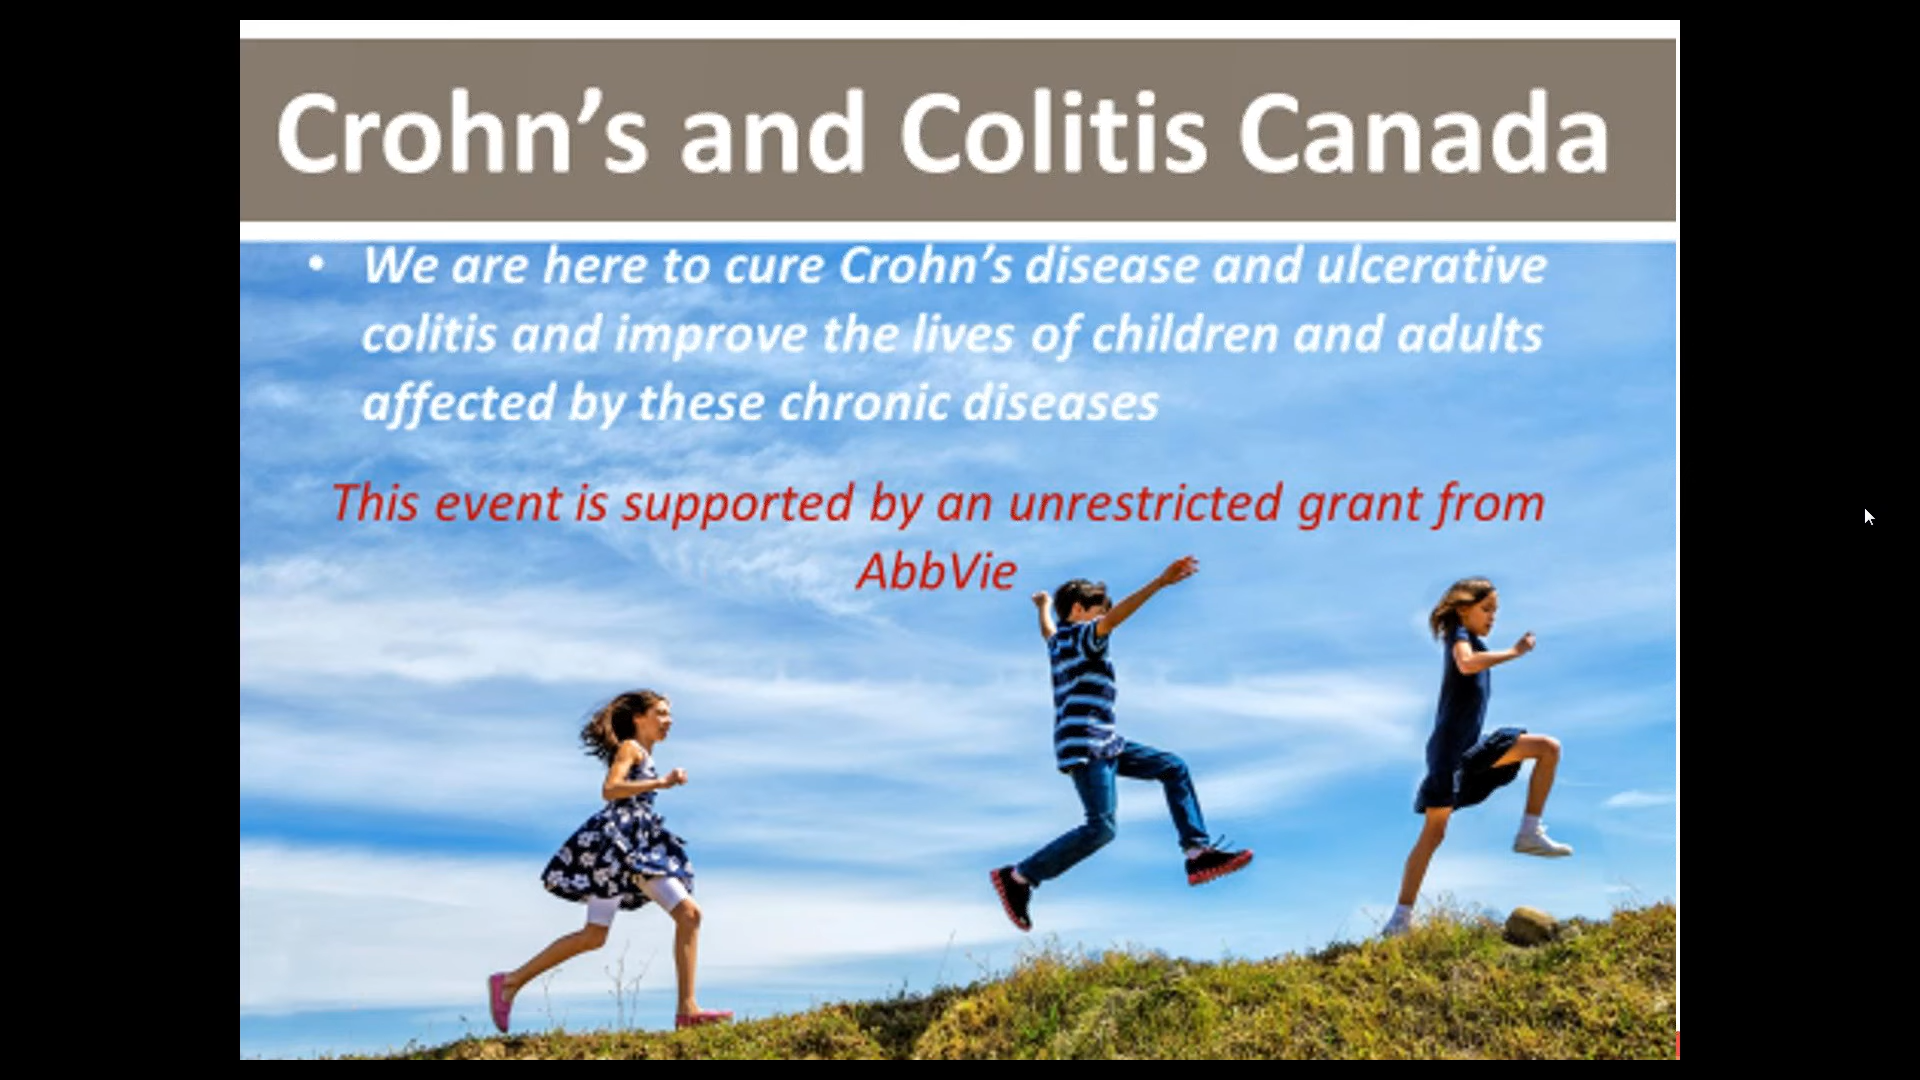 Crohn’s and Colitis Canada
• We are here to cure Crohn’s disease and ulcerative
colitis and improve the lives of children and adults
affected by these chronic diseases
This event is supported by an unrestricted grant from
AbbVie